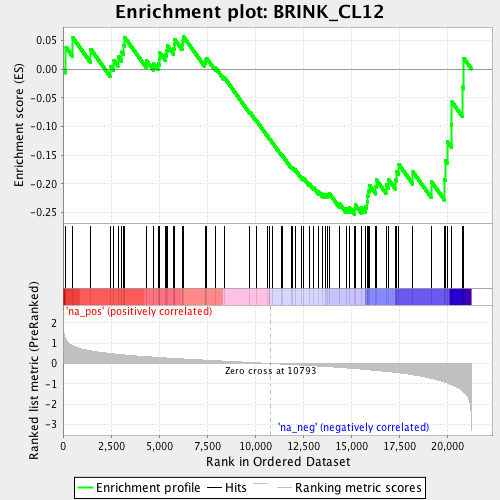 Enrichment plot: BRINK_CL12
Enrichment score (ES)
0.05
0.00
-0.05
-0.10
-0.15
-0.20
-0.25
'na_pos' (positively correlated)
Ranked list metric (PreRanked)
2
1
0
-1
-2
-3
Zero cross at 10793
'na_neg' (negatively correlated)
0
2,500
5,000
7,500
10,000
12,500
15,000
17,500
20,000
Rank in Ordered Dataset
Enrichment profile
Hits
Ranking metric scores